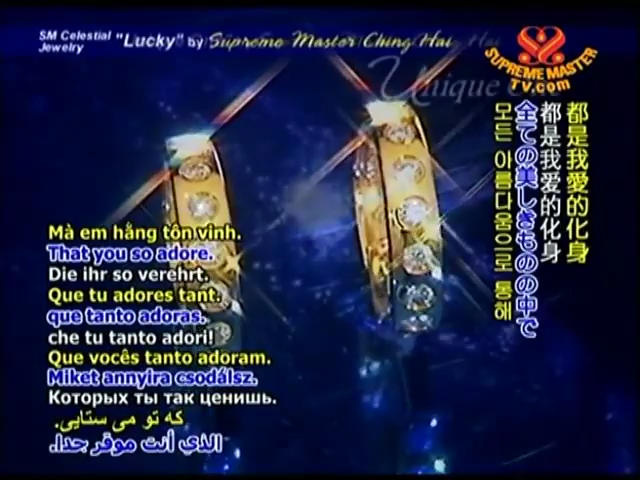 SM Celestial Jewelry "Lucky" by Supreme Master Ching Hai
Unique
SUPREME MASTER
TV.com
都是我愛的化身
都是我爱的化身
全ての美しきものの中で
모든 아름다움으로 통해
Mà em hằng tôn vinh.
That you so adore.
Die ihr so verehrt.
Que tu adores tant.
que tanto adoras.
che tu tanto adori!
Que vocês tanto adoram.
Miket annyira csodálsz.
Которых ты так ценишь.
که تو می ستایی.
الذي أنت موقر جدا.